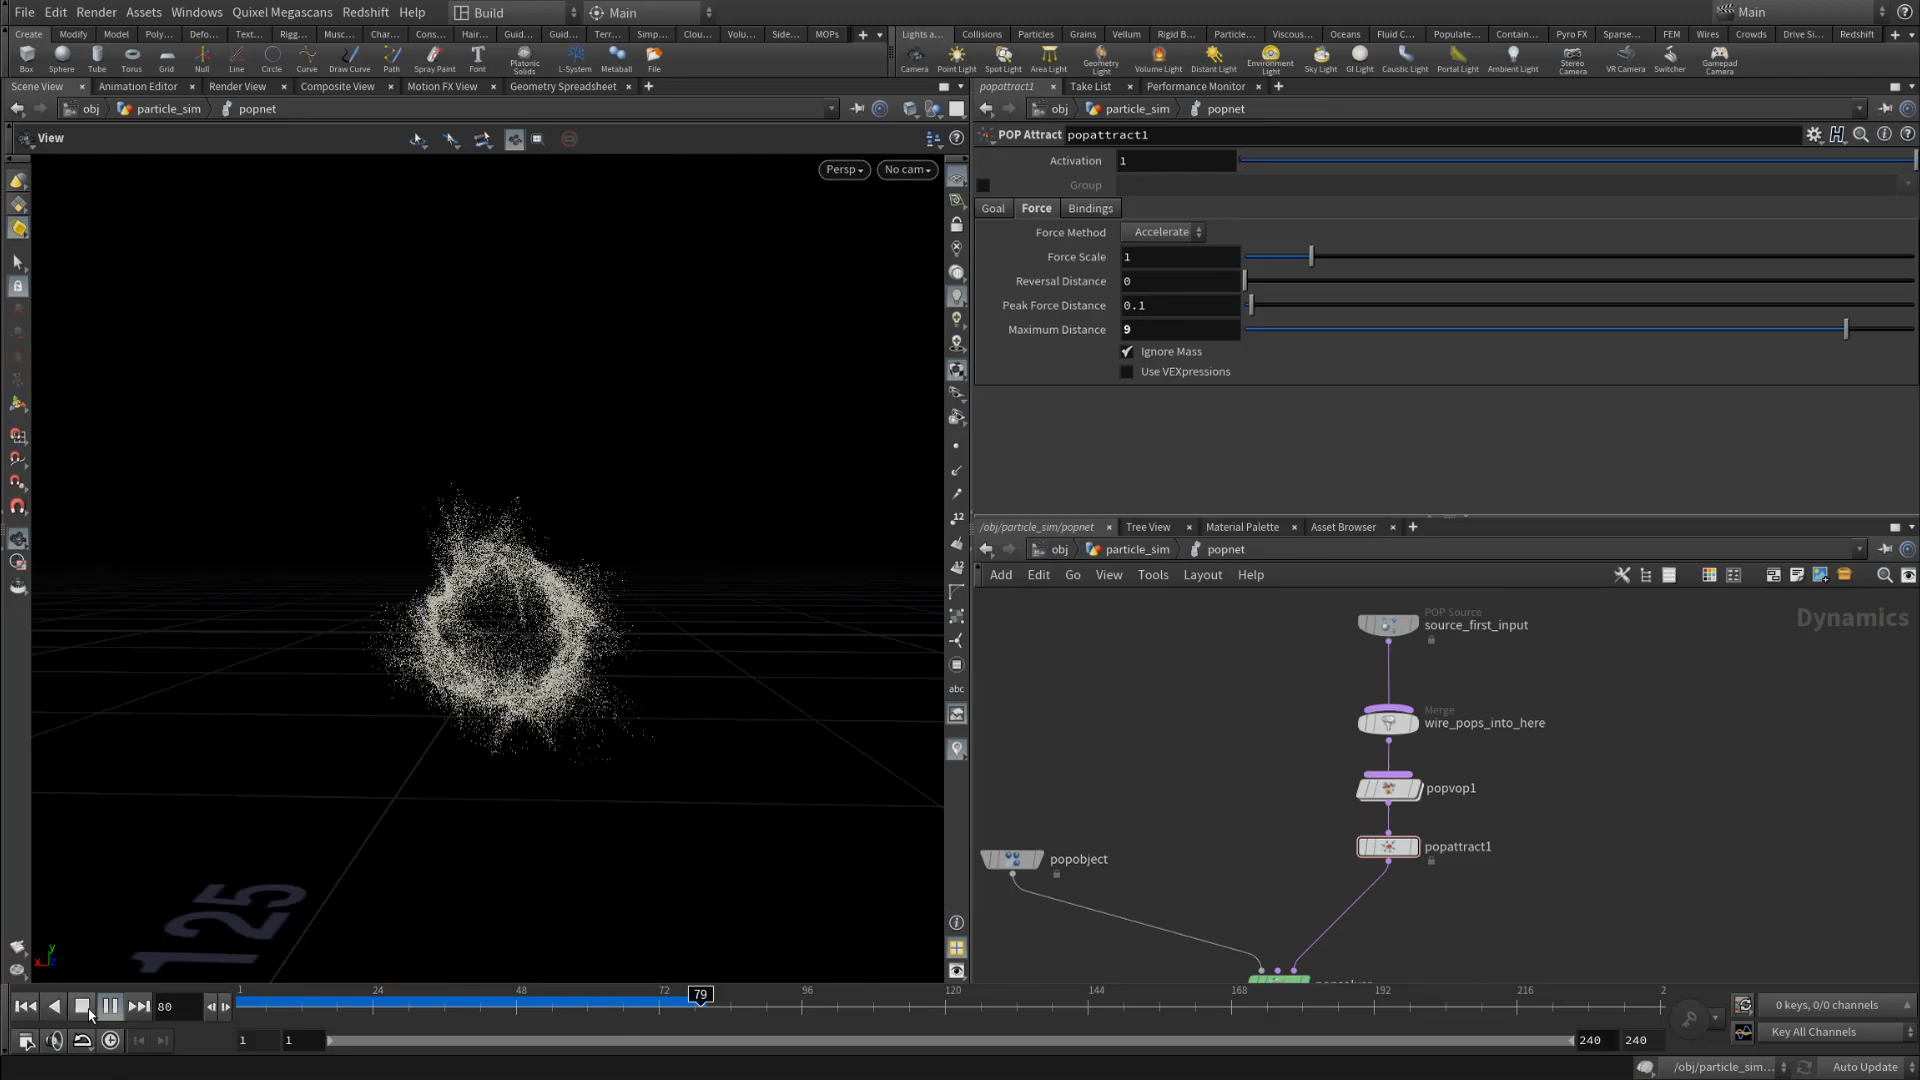 File Edit Render Assets Windows Quixel Megascans Redshift Help Build Main Main
Create Modify Model Poly... Defo... Text... Rigg... Musc... Char... Cons... Hair... Guid... Guid... Terr... Simp... Clou... Volu... Side... MOPs
Lights a... Collisions Particles Grains Vellum Rigid B... Particle... Viscous... Oceans Fluid C... Populate... Contain... Pyro FX Sparse... FEM Wires Crowds Drive Si... Redshift
Box Sphere Tube Torus Grid Null Line Circle Curve Draw Curve Path Spray Paint Font Platonic Solids L-System Metaball File
Camera Point Light Spot Light Area Light Geometry Light Volume Light Distant Light Environment Light Sky Light GI Light Caustic Light Portal Light Ambient Light Stereo Camera VR Camera Switcher Gamepad Camera
Scene View Animation Editor Render View Composite View Motion FX View Geometry Spreadsheet
obj particle_sim popnet
View
Persp No cam
12
12
abc
125
y
x
popattract1 Take List Performance Monitor
obj particle_sim popnet
POP Attract popattract1
Activation 1
Group
Goal Force Bindings
Force Method Accelerate
Force Scale 1
Reversal Distance 0
Peak Force Distance 0.1
Maximum Distance 9
Ignore Mass
Use VEXpressions
/obj/particle_sim/popnet Tree View Material Palette Asset Browser
obj particle_sim popnet
Add Edit Go View Tools Layout Help
Dynamics
POP Source
source_first_input
Merge
wire_pops_into_here
popvop1
popattract1
popobject
80 1 24 48 72 79 96 120 144 168 192 216 2
0 keys, 0/0 channels
1 1 240 240 Key All Channels
/obj/particle_sim... Auto Update